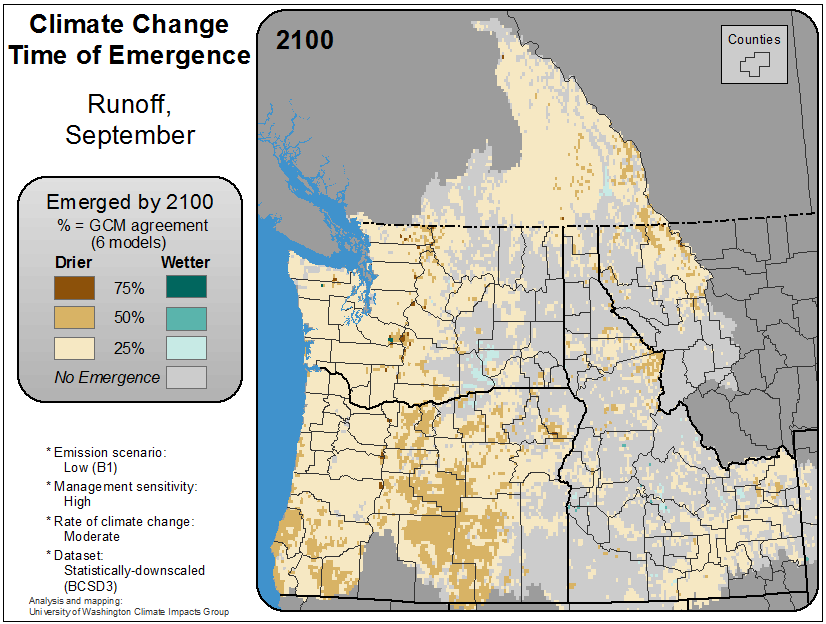 Climate Change
Time of Emergence
Runoff,
September
Emerged by 2100
% = GCM agreement
(6 models)
Drier Wetter
75%
50%
25%
No Emergence
* Emission scenario:
Low (B1)
* Management sensitivity:
High
* Rate of climate change:
Moderate
* Dataset:
Statistically-downscaled
(BCSD3)
Analysis and mapping:
University of Washington Climate Impacts Group
2100
Counties